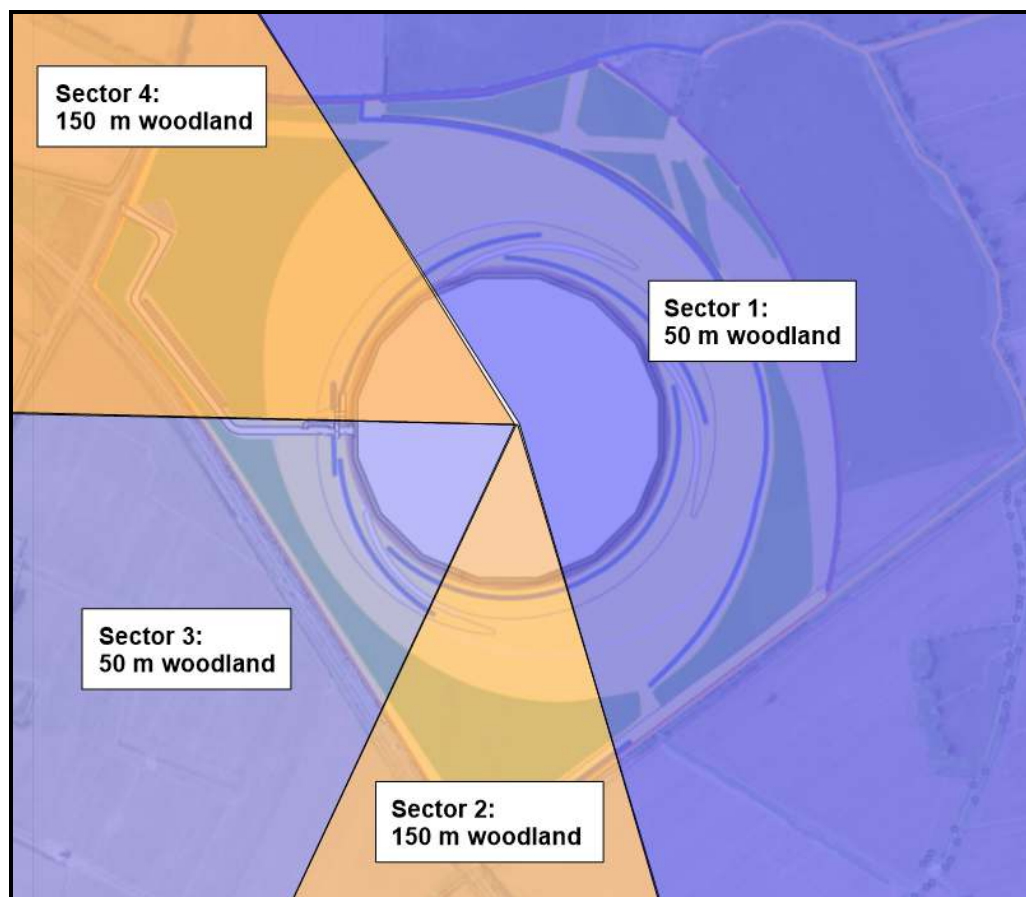 Sector 4:
150  m woodland
Sector 1:
50 m woodland
Sector 3:
50 m woodland
Sector 2:
150 m woodland